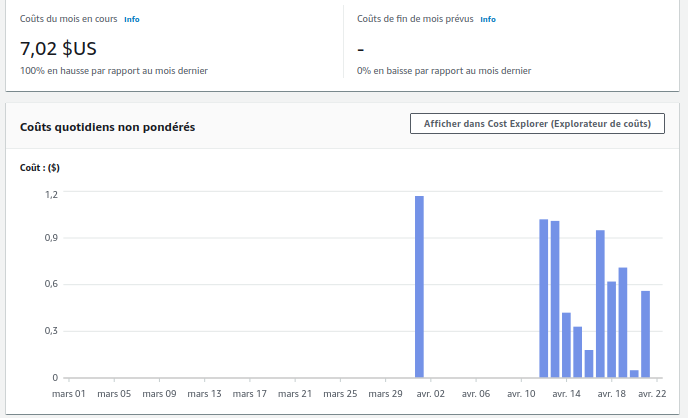 Coûts du mois en cours Info
Coûts de fin de mois prévus Info
7,02 $US
-
100% en hausse par rapport au mois dernier
0% en baisse par rapport au mois dernier
Coûts quotidiens non pondérés
Afficher dans Cost Explorer (Explorateur de coûts)
Coût : ($)
1,2
0,9
0,6
0,3
0
mars 01 mars 05 mars 09 mars 13 mars 17 mars 21 mars 25 mars 29 avr. 02 avr. 06 avr. 10 avr. 14 avr. 18 avr. 22